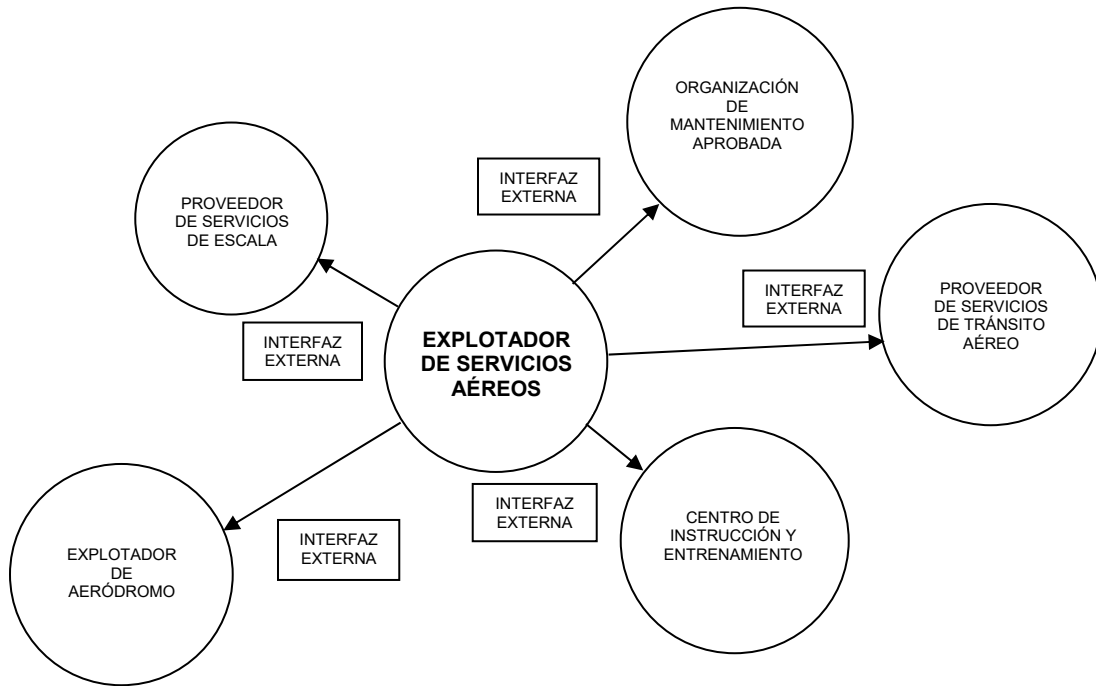 ORGANIZACIÓN
DE
MANTENIMIENTO
APROBADA
INTERFAZ
EXTERNA
PROVEEDOR
DE SERVICIOS
DE ESCALA
INTERFAZ
EXTERNA
PROVEEDOR
DE SERVICIOS
DE TRÁNSITO
AÉREO
INTERFAZ
EXTERNA
EXPLOTADOR
DE SERVICIOS
AÉREOS
INTERFAZ
EXTERNA
CENTRO DE
INSTRUCCIÓN Y
ENTRENAMIENTO
INTERFAZ
EXTERNA
EXPLOTADOR
DE
AERÓDROMO